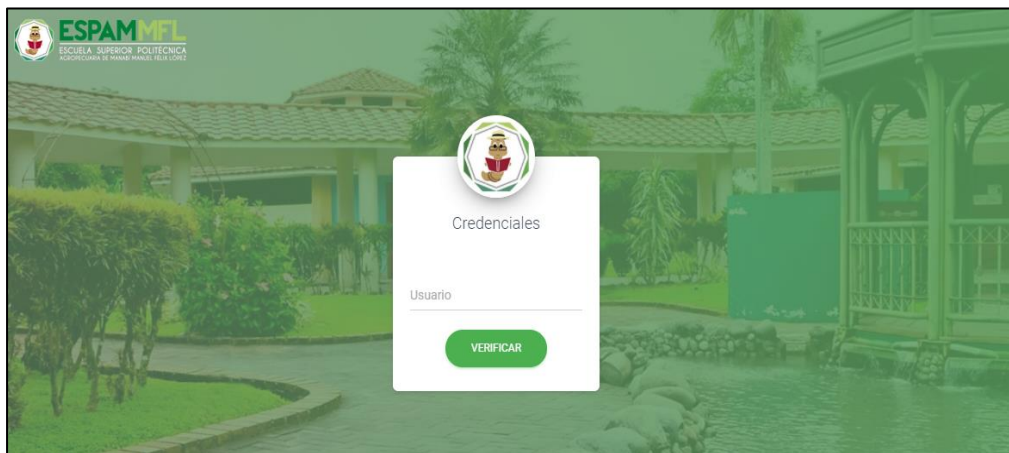 ESPAMMFL
ESCUELA SUPERIOR POLITÉCNICA
AGROPECUARIA DE MANABÍ MANUEL FÉLIX LÓPEZ
Credenciales
Usuario
VERIFICAR